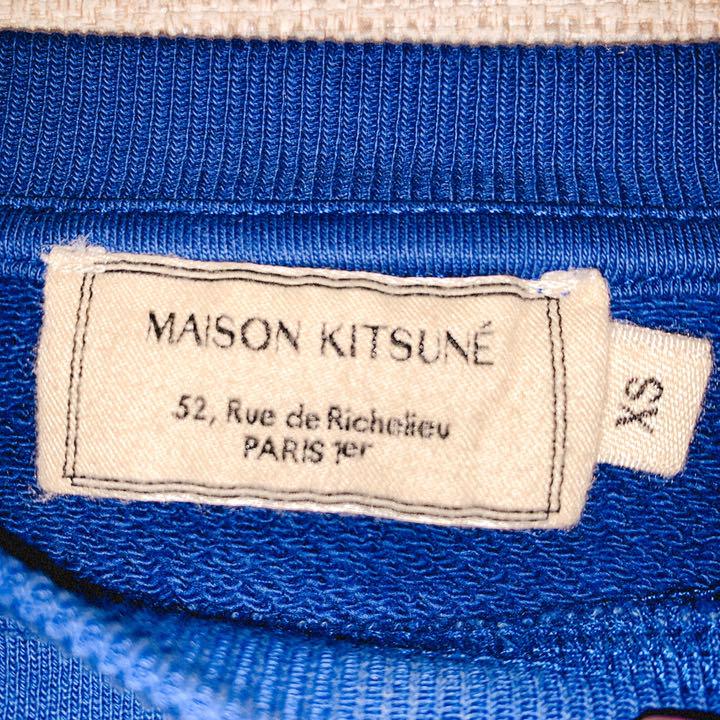 MAISON KITSUNÉ
52, Rue de Richelieu
PARIS 1er
XS